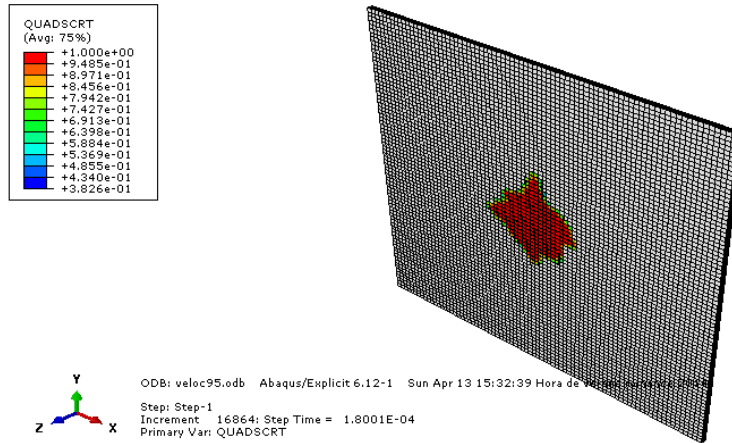 QUADSCRT
(Avg: 75%)
+1.000e+00
+9.485e-01
+8.971e-01
+8.456e-01
+7.942e-01
+7.427e-01
+6.913e-01
+6.398e-01
+5.884e-01
+5.369e-01
+4.855e-01
+4.340e-01
+3.826e-01
Y
Z X
ODB: veloc95.odb Abaqus/Explicit 6.12-1 Sun Apr 13 15:32:39 Hora de
Step: Step-1
Increment 16864: Step Time = 1.8001E-04
Primary Var: QUADSCRT